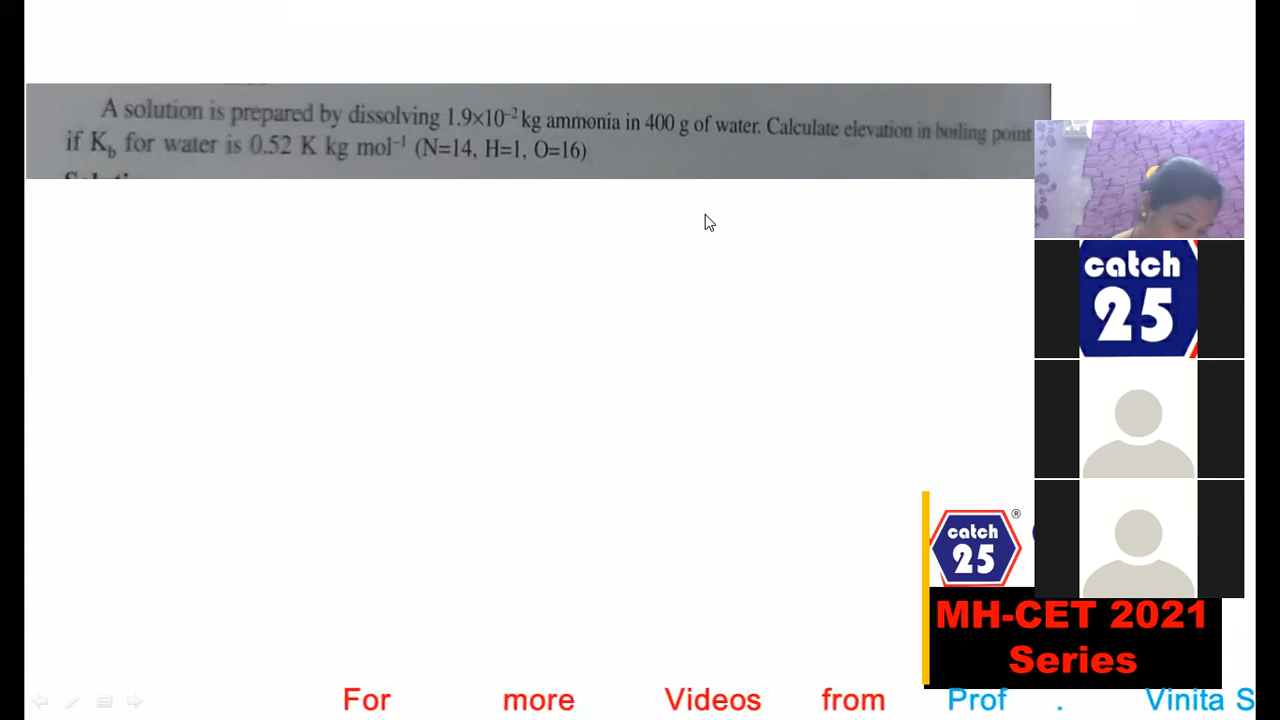 A solution is prepared by dissolving 1.9×10⁻² kg ammonia in 400 g of water. Calculate elevation in boiling point
if K_b for water is 0.52 K kg mol⁻¹ (N=14, H=1, O=16)
catch
25
catch
25
®
MH-CET 2021
Series
For more Videos from Prof . Vinita S